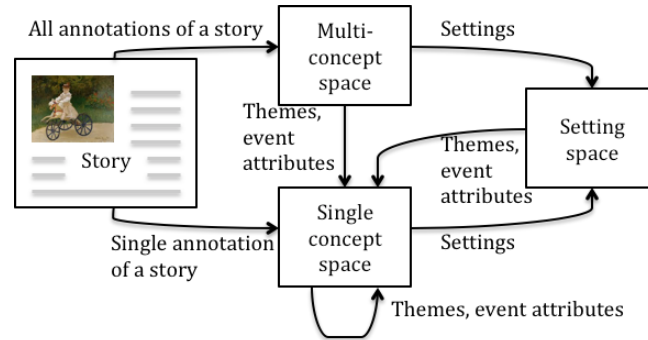 All annotations of a story
Multi-
concept
space
Settings
Story
Themes,
event
attributes
Themes,
event
attributes
Setting
space
Single annotation
of a story
Single
concept
space
Settings
Themes, event attributes